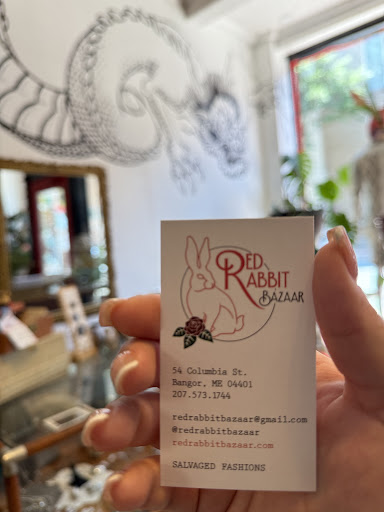 RED
RABBIT
BAZAAR
54 Columbia St.
Bangor, ME 04401
207.573.1744
redrabbitbazaar@gmail.com
@redrabbitbazaar
redrabbitbazaar.com
SALVAGED FASHIONS